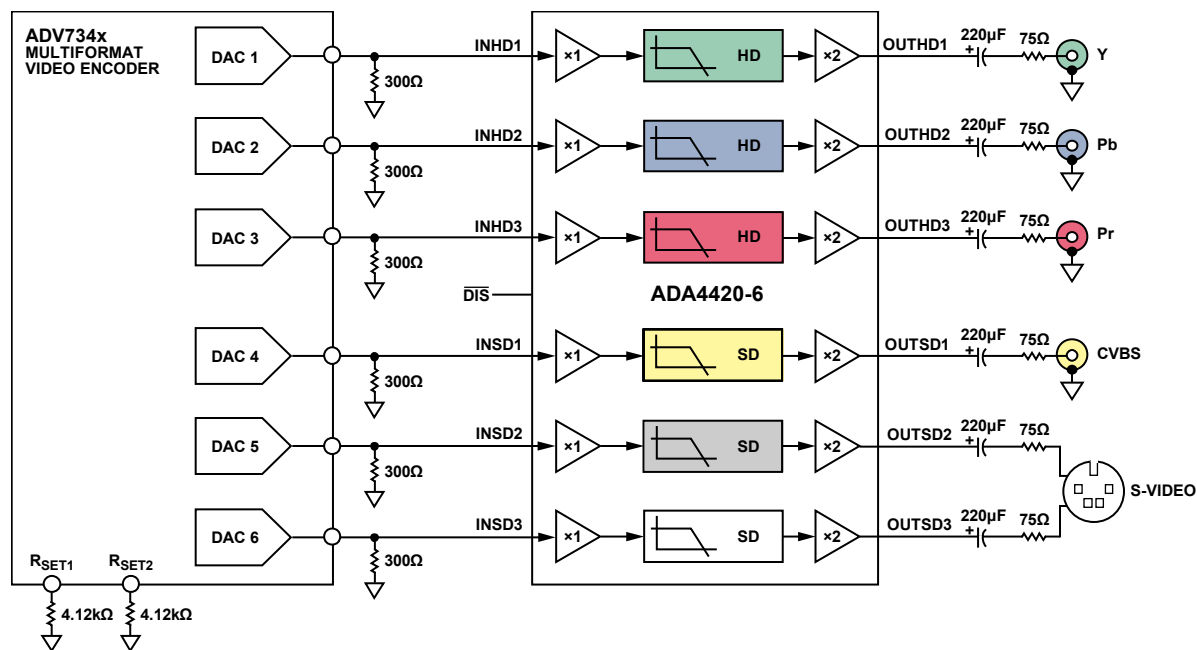 ADV734x
MULTIFORMAT
VIDEO ENCODER
DAC 1
300Ω
INHD1
×1
HD
×2
OUTHD1
220µF
+
75Ω
Y
DAC 2
300Ω
INHD2
×1
HD
×2
OUTHD2
220µF
+
75Ω
Pb
DAC 3
300Ω
INHD3
×1
HD
×2
OUTHD3
220µF
+
75Ω
Pr
DIS
ADA4420-6
DAC 4
300Ω
INSD1
×1
SD
×2
OUTSD1
220µF
+
75Ω
CVBS
DAC 5
300Ω
INSD2
×1
SD
×2
OUTSD2
220µF
+
75Ω
S-VIDEO
DAC 6
300Ω
INSD3
×1
SD
×2
OUTSD3
220µF
+
75Ω
RSET1
RSET2
4.12kΩ
4.12kΩ